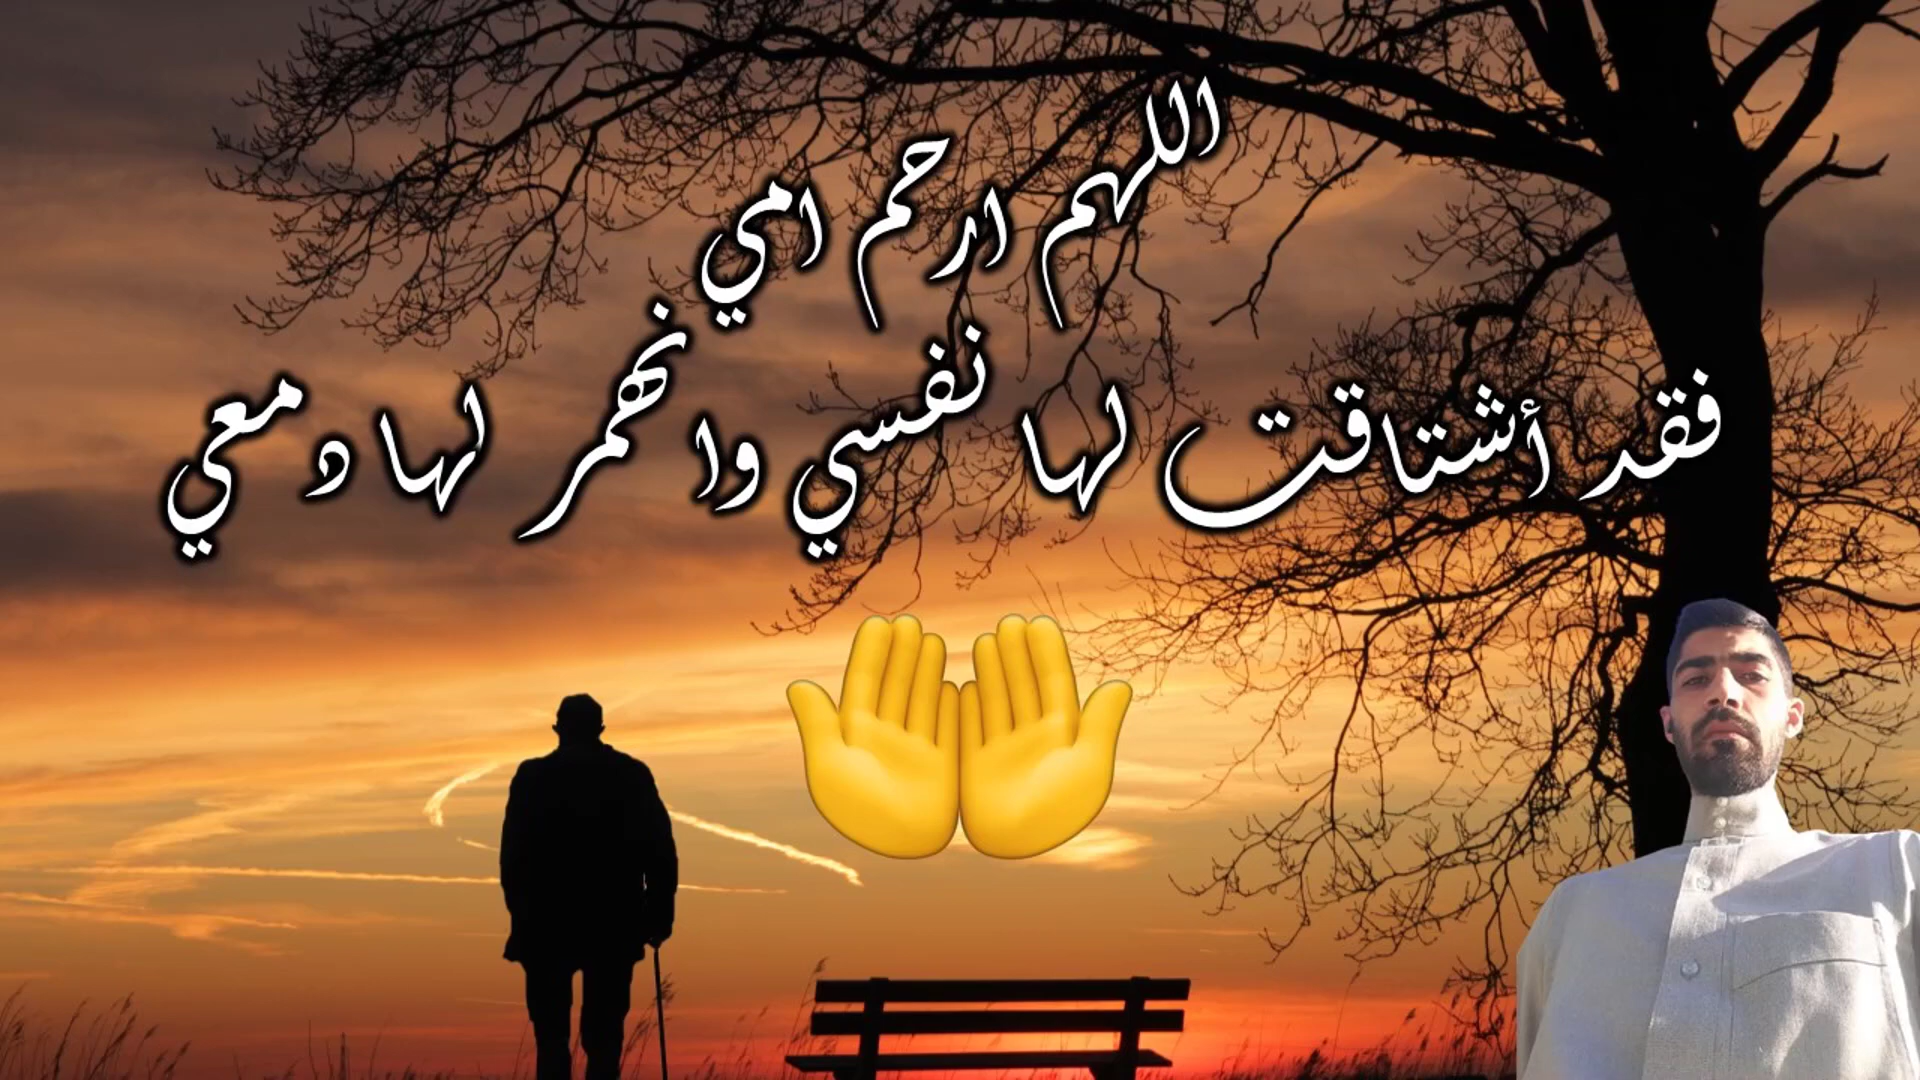 اللهم ارحم امي
فقد أشتاقت لها نفسي وانهمر لها دمعي